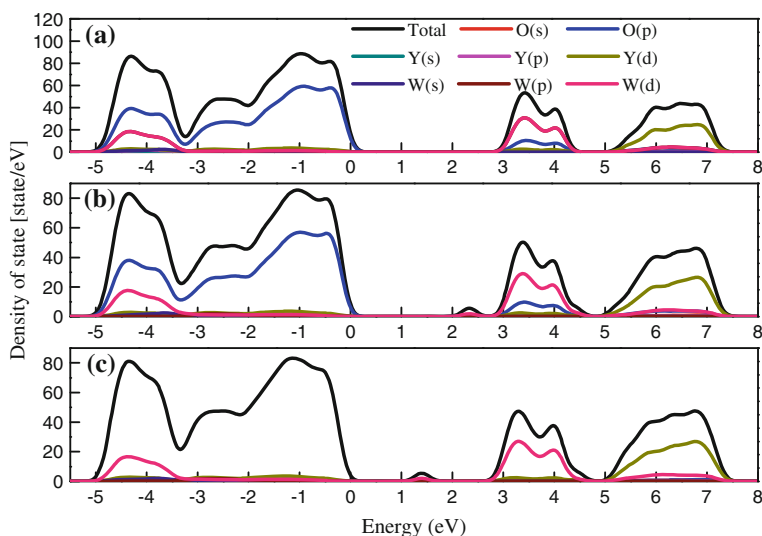 120
100
80
60
40
20
0
(a)
Total
O(s)
O(p)
Y(s)
Y(p)
Y(d)
W(s)
W(p)
W(d)
-5 -4 -3 -2 -1 0 1 2 3 4 5 6 7 8
80
60
40
20
0
(b)
-5 -4 -3 -2 -1 0 1 2 3 4 5 6 7 8
80
60
40
20
0
(c)
-5 -4 -3 -2 -1 0 1 2 3 4 5 6 7 8
Density of state [state/eV]
Energy (eV)